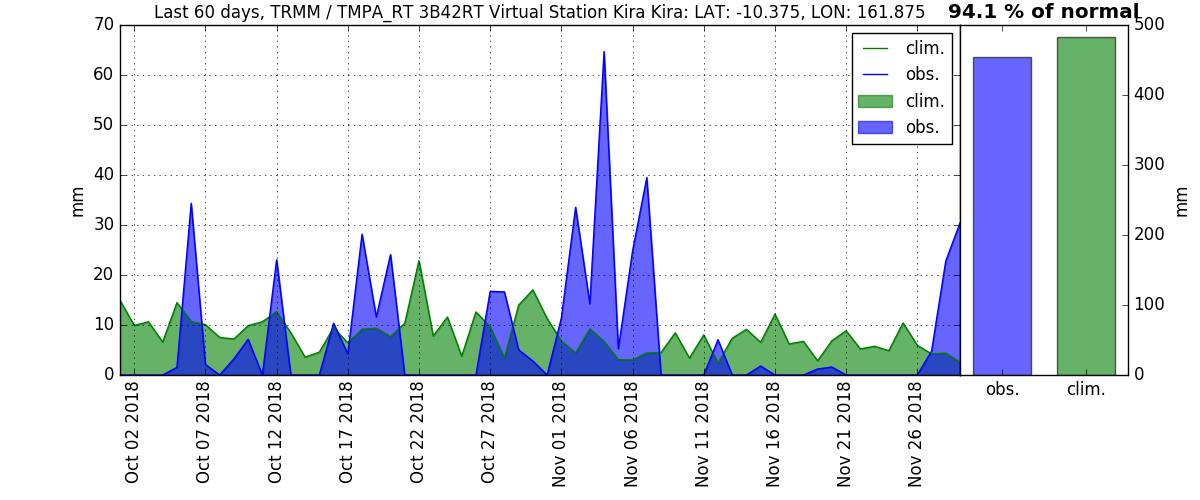 Last 60 days, TRMM / TMPA_RT 3B42RT Virtual Station Kira Kira: LAT: -10.375, LON: 161.875
94.1 % of normal
70
60
50
40
30
20
10
0
mm
clim.
obs.
clim.
obs.
Oct 02 2018
Oct 07 2018
Oct 12 2018
Oct 17 2018
Oct 22 2018
Oct 27 2018
Nov 01 2018
Nov 06 2018
Nov 11 2018
Nov 16 2018
Nov 21 2018
Nov 26 2018
500
400
300
200
100
0
mm
obs.
clim.